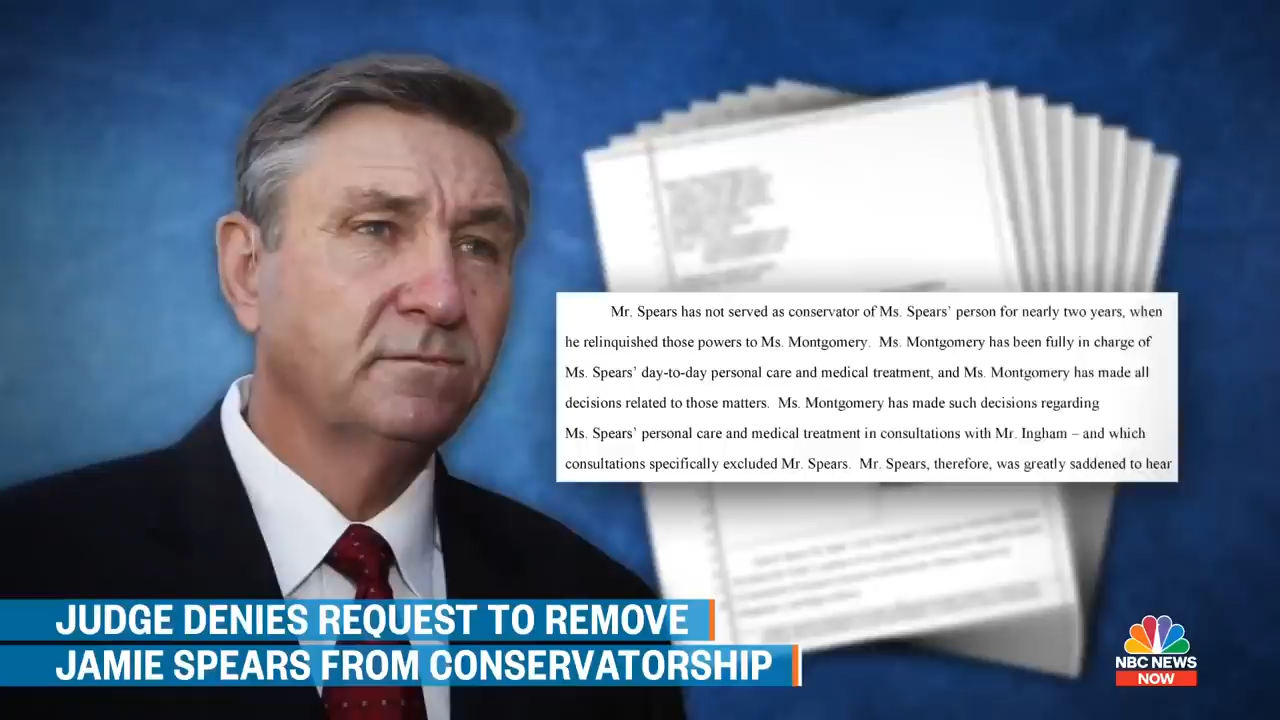 Mr. Spears has not served as conservator of Ms. Spears' person for nearly two years, when
he relinquished those powers to Ms. Montgomery. Ms. Montgomery has been fully in charge of
Ms. Spears' day-to-day personal care and medical treatment, and Ms. Montgomery has made all
decisions related to those matters. Ms. Montgomery has made such decisions regarding
Ms. Spears' personal care and medical treatment in consultations with Mr. Ingham – and which
consultations specifically excluded Mr. Spears. Mr. Spears, therefore, was greatly saddened to hear
JUDGE DENIES REQUEST TO REMOVE
JAMIE SPEARS FROM CONSERVATORSHIP
NBC NEWS
NOW